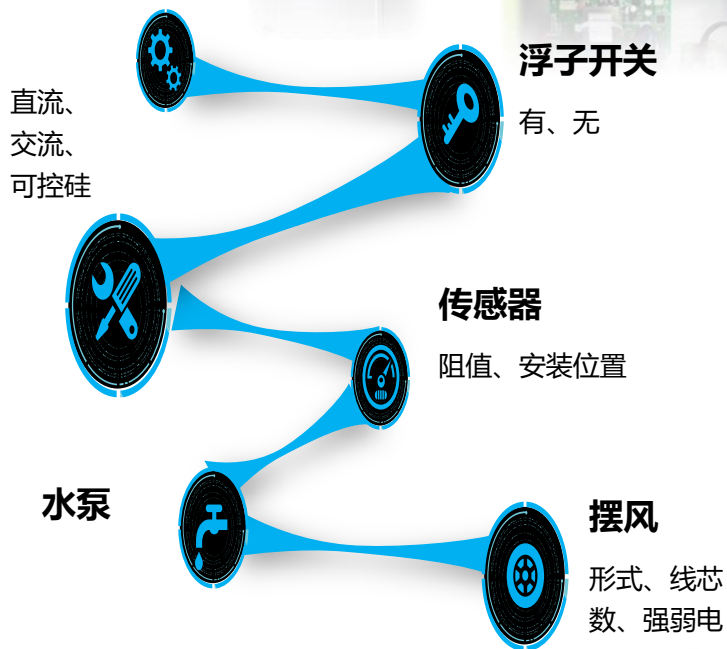 浮子开关
有、无
直流、
交流、
可控硅
传感器
阻值、安装位置
水泵
摆风
形式、线芯
数、强弱电